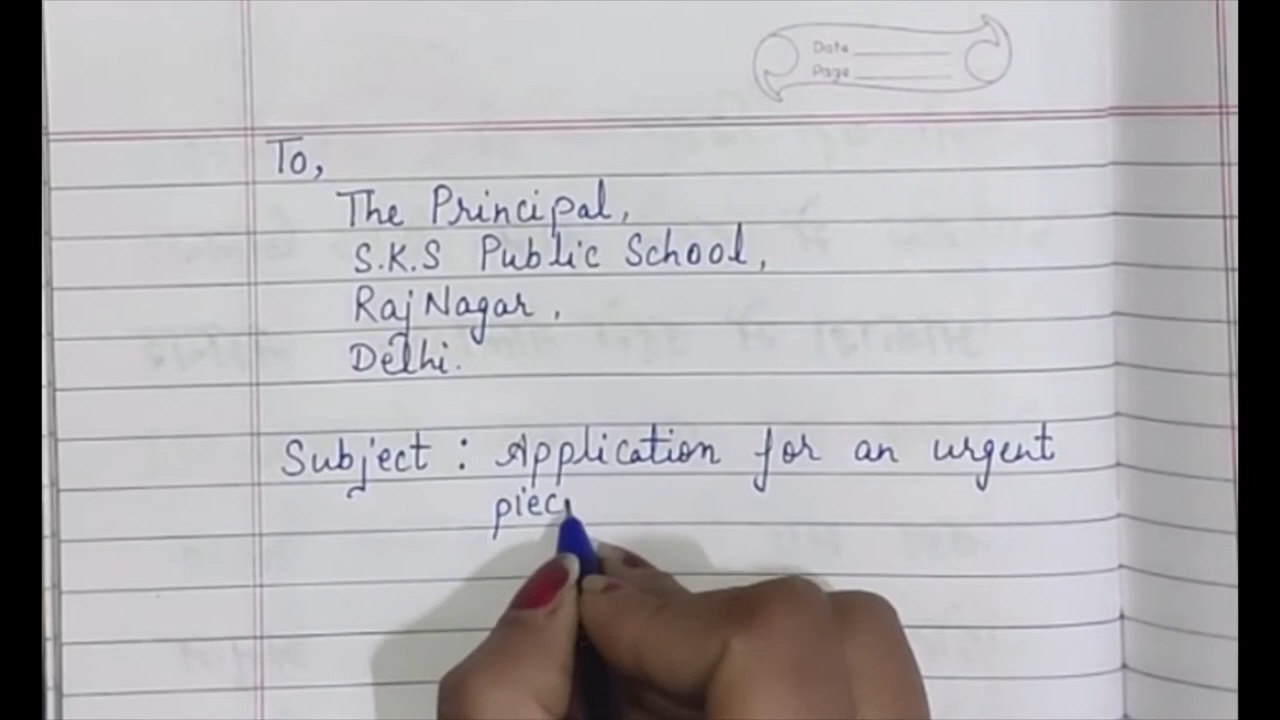 Date
Page
To,
The Principal,
S.K.S Public School,
Raj Nagar,
Delhi.
Subject : Application for an urgent
piec